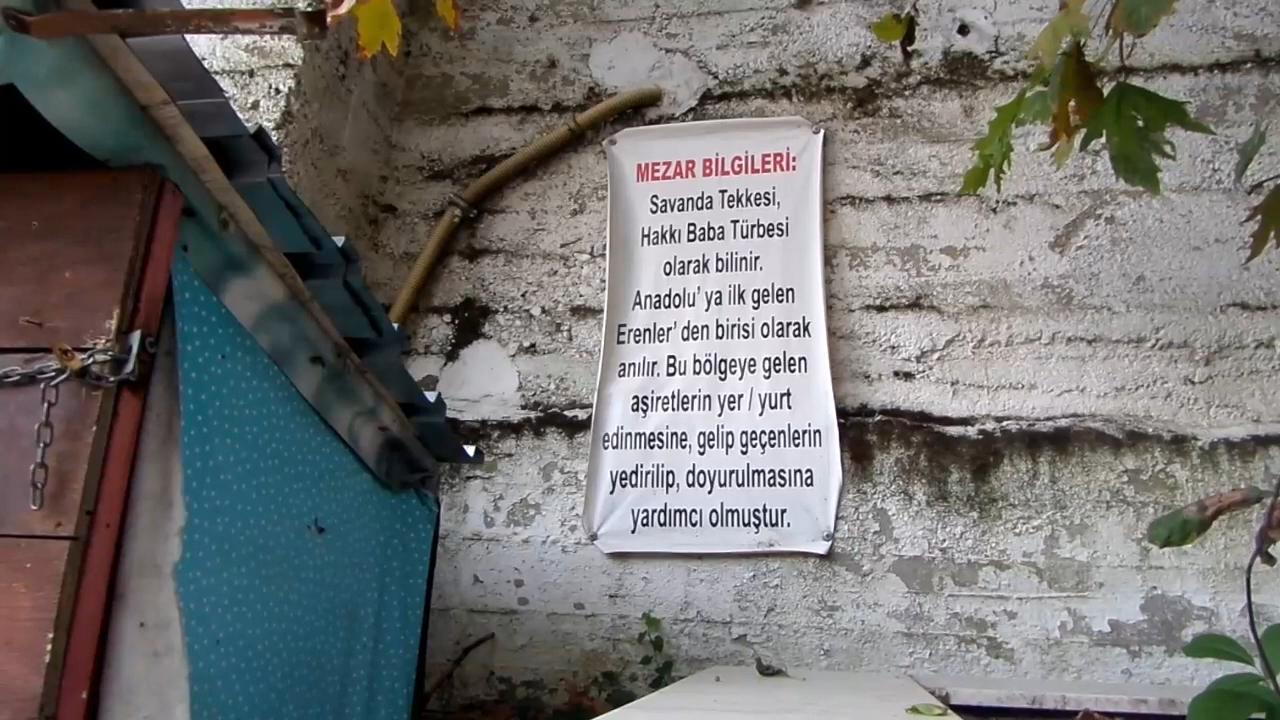 MEZAR BİLGİLERİ:
Savanda Tekkesi,
Hakkı Baba Türbesi
olarak bilinir.
Anadolu' ya ilk gelen
Erenler' den birisi olarak
anılır. Bu bölgeye gelen
aşiretlerin yer / yurt
edinmesine, gelip geçenlerin
yedirilip, doyurulmasına
yardımcı olmuştur.